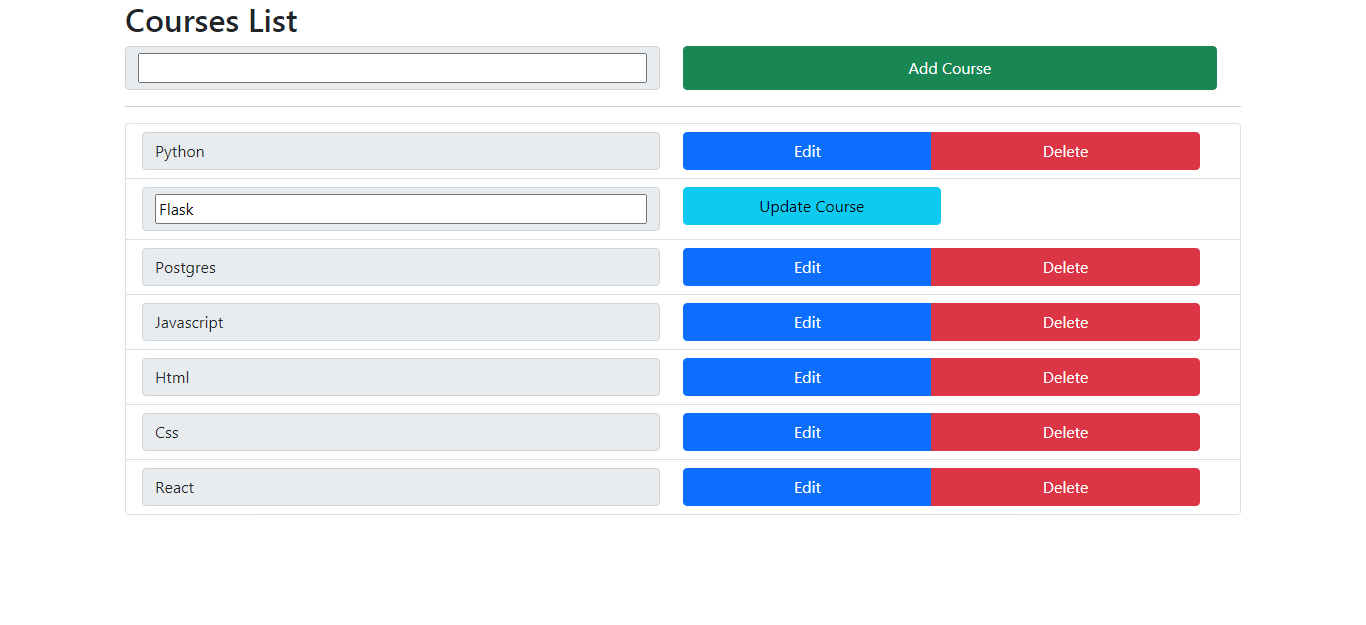 Courses List
Add Course
Python Edit Delete
Flask Update Course
Postgres Edit Delete
Javascript Edit Delete
Html Edit Delete
Css Edit Delete
React Edit Delete